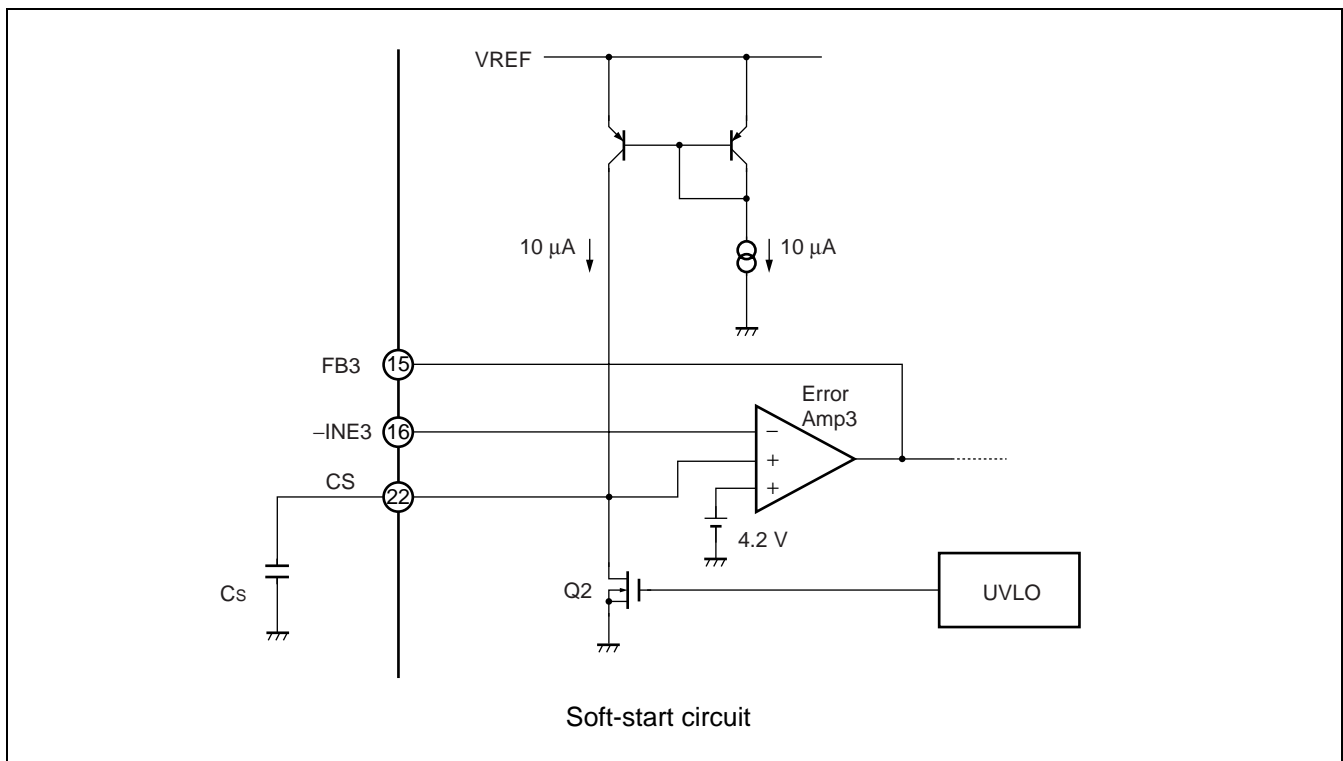 VREF
10 μA
10 μA
FB3
15
Error
Amp3
−INE3
16
−
+
CS
22
+
4.2 V
Q2
UVLO
Cs
Soft-start circuit